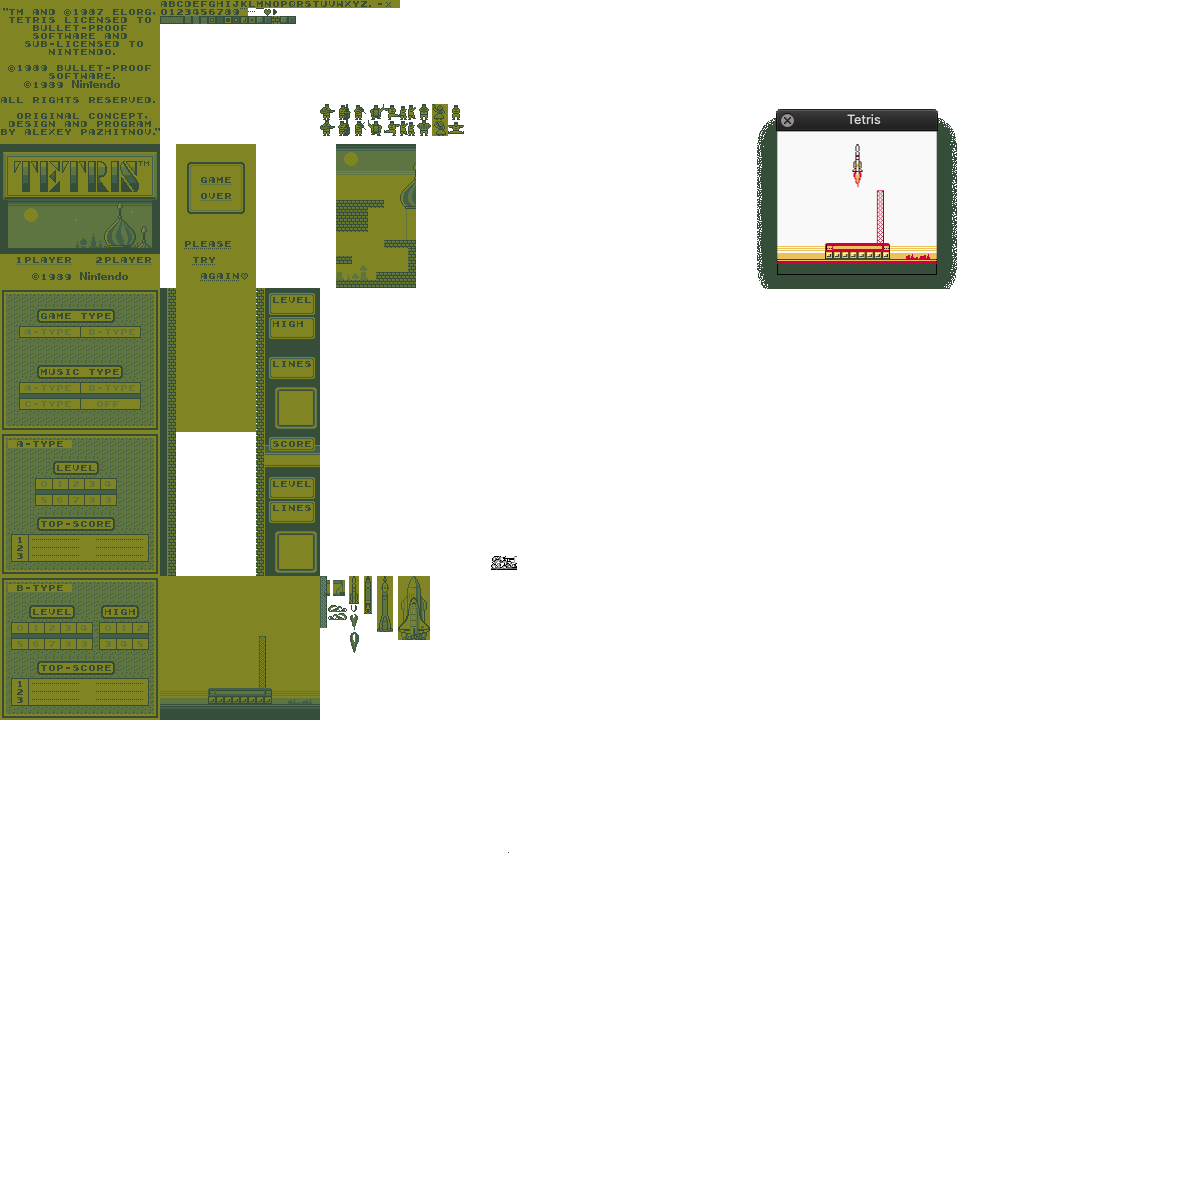 "TM AND ©1987 ELORG,
TETRIS LICENSED TO
BULLET-PROOF
SOFTWARE AND
SUB-LICENSED TO
NINTENDO.
©1989 BULLET-PROOF
SOFTWARE.
©1989 Nintendo
ALL RIGHTS RESERVED.
ORIGINAL CONCEPT,
DESIGN AND PROGRAM
BY ALEXEY PAZHITNOV."
ABCDEFGHIJKLMNOPQRSTUVWXYZ. - ×
0123456789
TETRIS™
1PLAYER 2PLAYER
©1989 Nintendo
GAME
OVER
PLEASE
TRY
AGAIN♡
Tetris
GAME TYPE
A-TYPE B-TYPE
MUSIC TYPE
A-TYPE B-TYPE
C-TYPE OFF
LEVEL
HIGH
LINES
SCORE
LEVEL
LINES
A-TYPE
LEVEL
0 1 2 3 4
5 6 7 8 9
TOP-SCORE
1
2
3
B-TYPE
LEVEL HIGH
0 1 2 3 4 0 1 2
5 6 7 8 9 3 4 5
TOP-SCORE
1
2
3